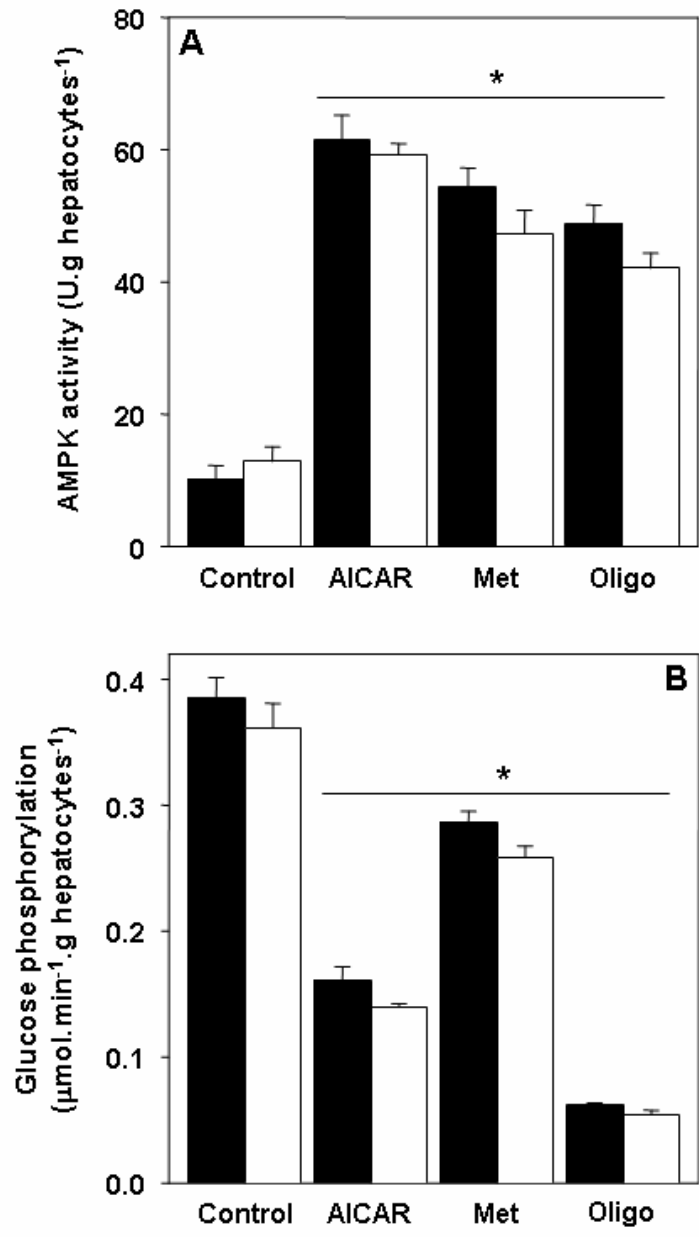 A
*
AMPK activity (U.g hepatocytes⁻¹)
80
60
40
20
0
Control AICAR Met Oligo
B
*
Glucose phosphorylation
(μmol.min⁻¹.g hepatocytes⁻¹)
0.4
0.3
0.2
0.1
0.0
Control AICAR Met Oligo